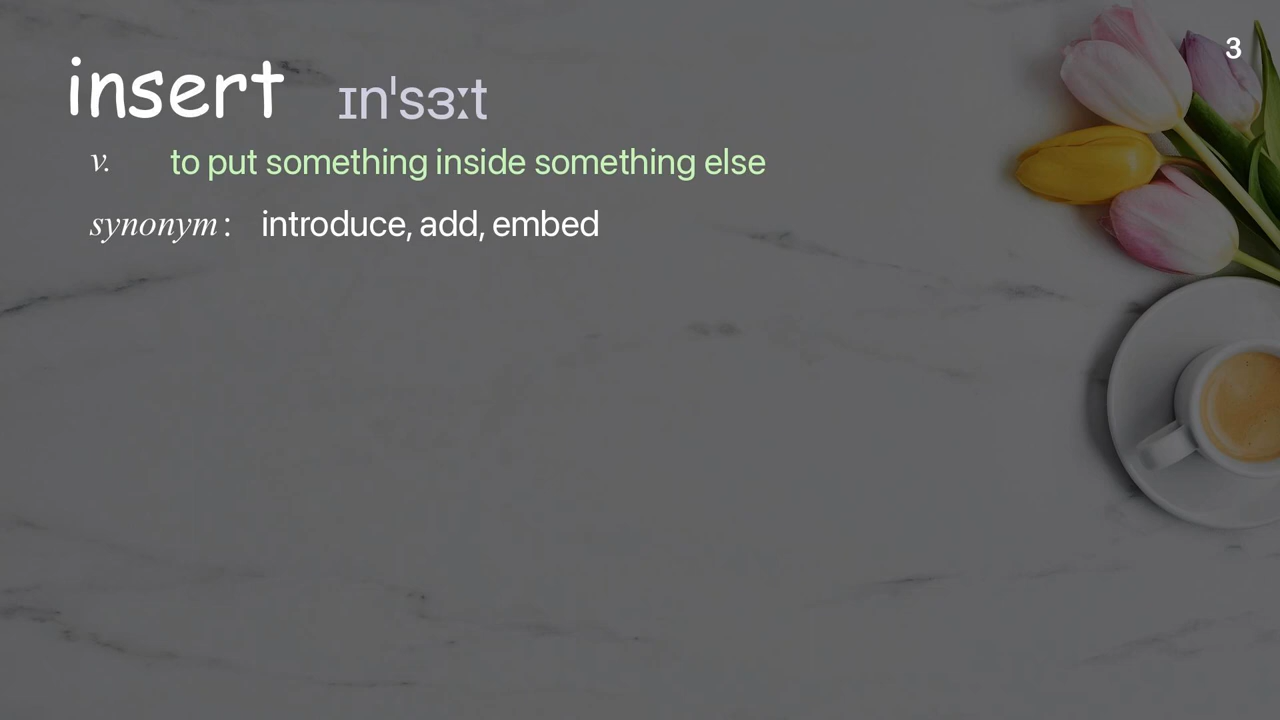 3
insert ɪnˈsɜːt
v. to put something inside something else
synonym: introduce, add, embed